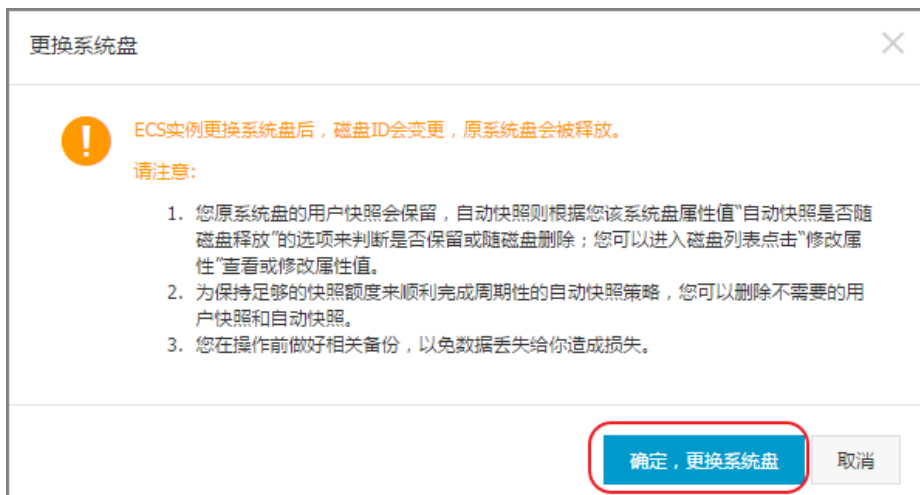 更换系统盘
ECS实例更换系统盘后，磁盘ID会变更，原系统盘会被释放。
请注意:
1. 您原系统盘的用户快照会保留，自动快照则根据您该系统盘属性值"自动快照是否随
磁盘释放"的选项来判断是否保留或随磁盘删除；您可以进入磁盘列表点击"修改属
性"查看或修改属性值。
2. 为保持足够的快照额度来顺利完成周期性的自动快照策略，您可以删除不需要的用
户快照和自动快照。
3. 您在操作前做好相关备份，以免数据丢失给你造成损失。
确定，更换系统盘 取消